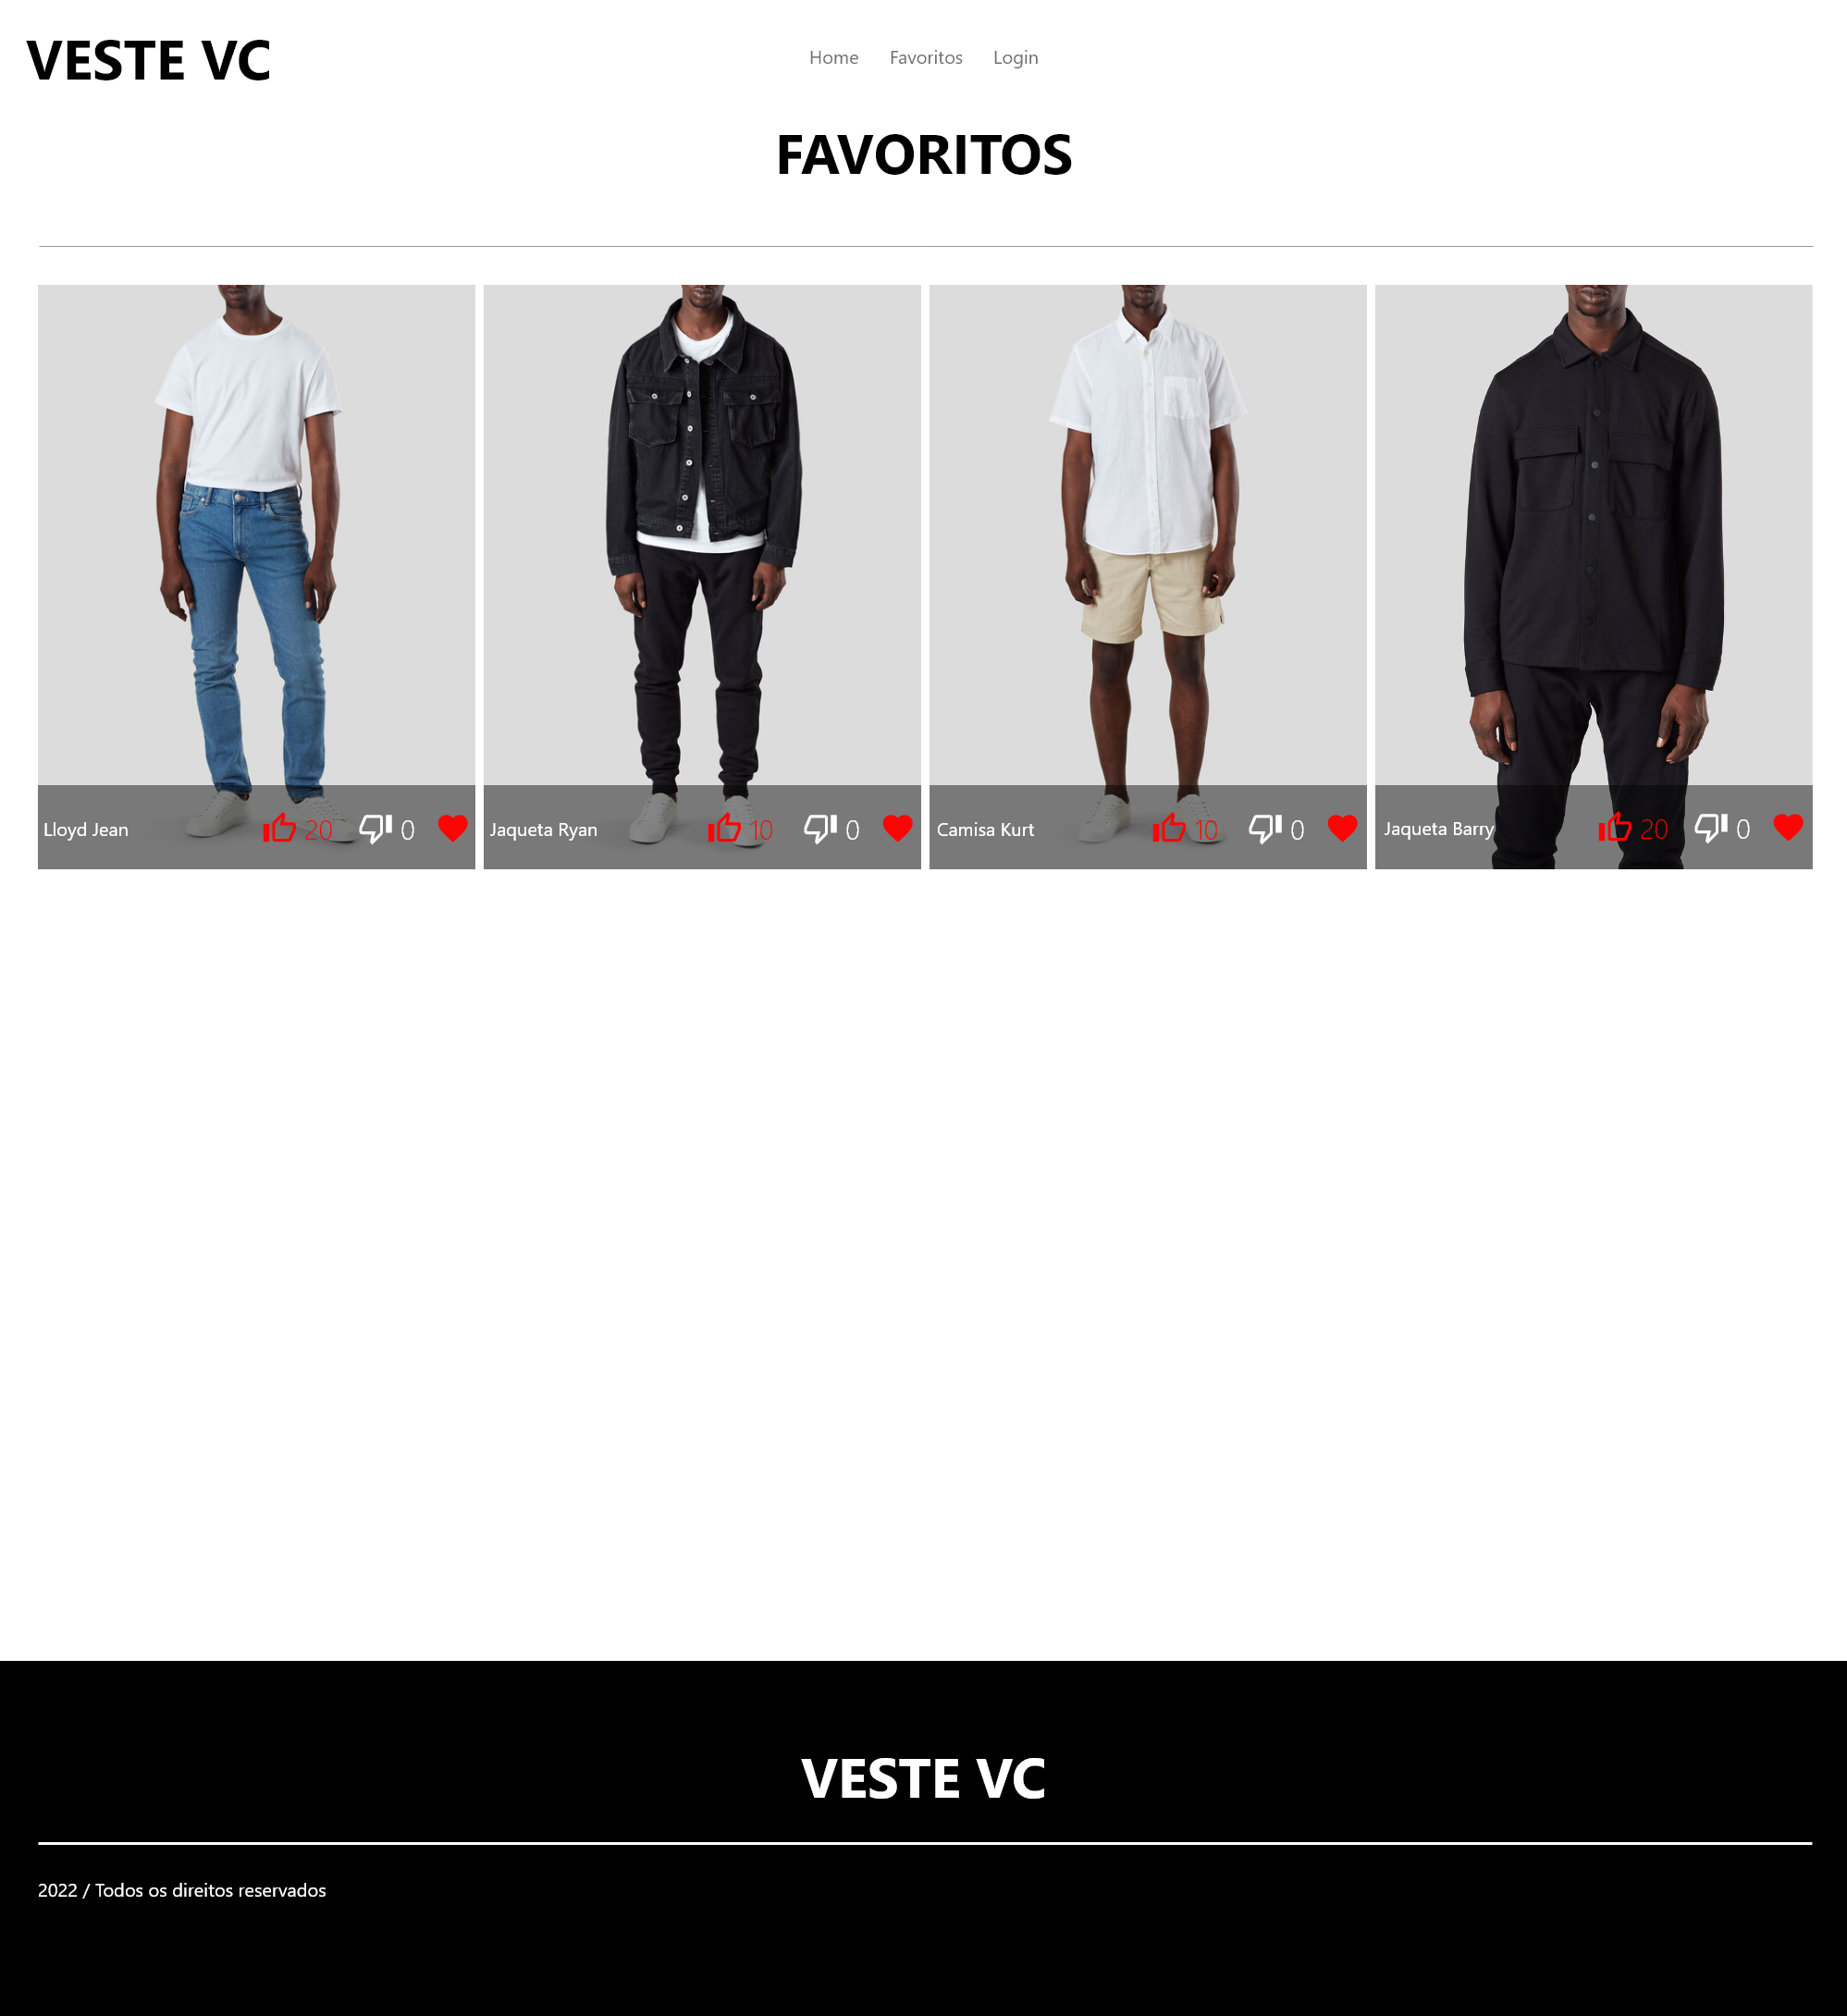 VESTE VC
Home Favoritos Login
FAVORITOS
Lloyd Jean 20 0
Jaqueta Ryan 10 0
Camisa Kurt 10 0
Jaqueta Barry 20 0
VESTE VC
2022 / Todos os direitos reservados